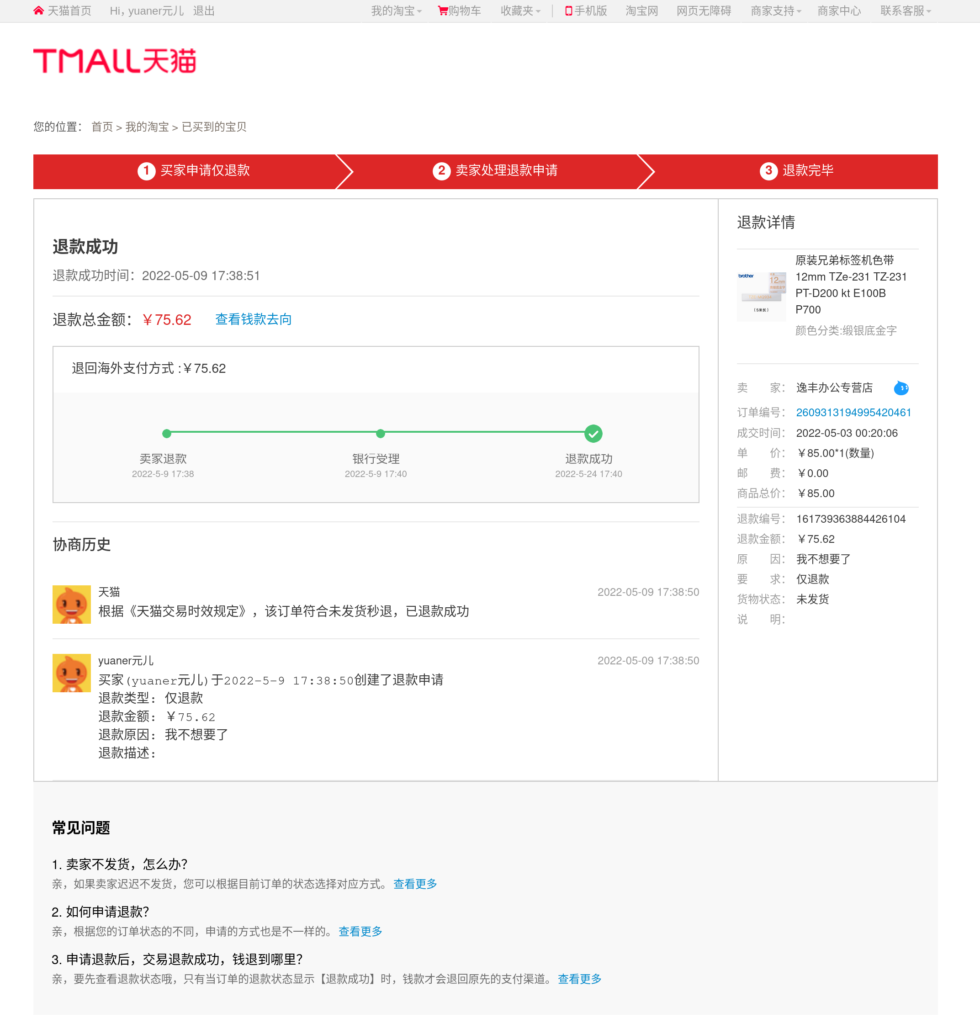 天猫首页 Hi，yuaner元儿 退出 我的淘宝 购物车 收藏夹 手机版 淘宝网 网页无障碍 商家支持 商家中心 联系客服
TMALL天猫
您的位置： 首页 > 我的淘宝 > 已买到的宝贝
1 买家申请仅退款 2 卖家处理退款申请 3 退款完毕
退款成功
退款成功时间：2022-05-09 17:38:51
退款总金额：￥75.62 查看钱款去向
退回海外支付方式 :￥75.62
卖家退款 银行受理 退款成功
2022-5-9 17:38 2022-5-9 17:40 2022-5-24 17:40
协商历史
天猫 2022-05-09 17:38:50
根据《天猫交易时效规定》，该订单符合未发货秒退，已退款成功
yuaner元儿 2022-05-09 17:38:50
买家(yuaner元儿)于2022-5-9 17:38:50创建了退款申请
退款类型: 仅退款
退款金额: ￥75.62
退款原因: 我不想要了
退款描述:
退款详情
brother
原装兄弟标签机色带
12mm TZe-231 TZ-231
PT-D200 kt E100B
P700
颜色分类:缎银底金字
卖 家： 逸丰办公专营店
订单编号： 2609313194995420461
成交时间： 2022-05-03 00:20:06
单 价： ￥85.00*1(数量)
邮 费： ￥0.00
商品总价： ￥85.00
退款编号： 161739363884426104
退款金额： ￥75.62
原 因： 我不想要了
要 求： 仅退款
货物状态： 未发货
说 明：
常见问题
1. 卖家不发货，怎么办？
亲，如果卖家迟迟不发货，您可以根据目前订单的状态选择对应方式。 查看更多
2. 如何申请退款？
亲，根据您的订单状态的不同，申请的方式也是不一样的。 查看更多
3. 申请退款后，交易退款成功，钱退到哪里？
亲，要先查看退款状态哦，只有当订单的退款状态显示【退款成功】时，钱款才会退回原先的支付渠道。 查看更多